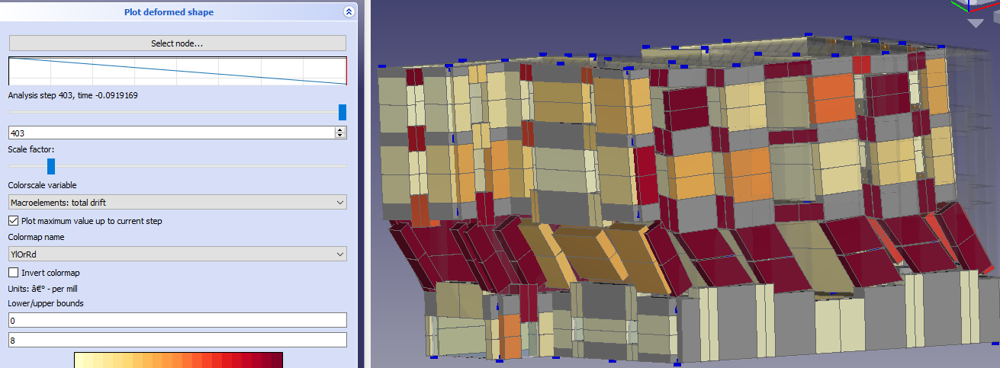 Plot deformed shape
Select node...
Analysis step 403, time -0.0919169
403
Scale factor:
Colorscale variable
Macroelements: total drift
Plot maximum value up to current step
Colormap name
YlOrRd
Invert colormap
Units: â€° - per mill
Lower/upper bounds
0
8